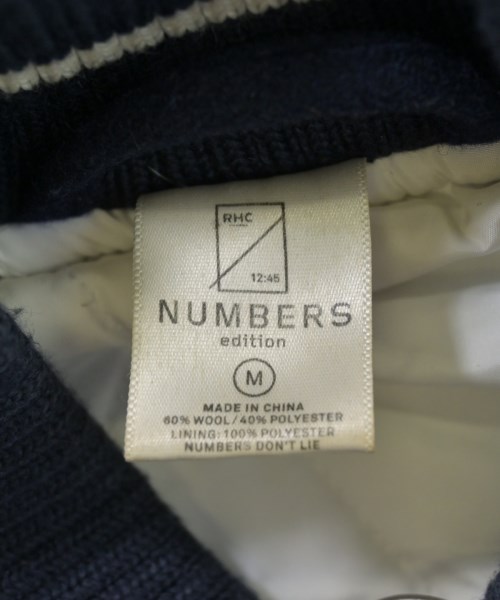 RHC
12:45
NUMBERS
edition
M
MADE IN CHINA
60% WOOL/40% POLYESTER
LINING: 100% POLYESTER
NUMBERS DON'T LIE